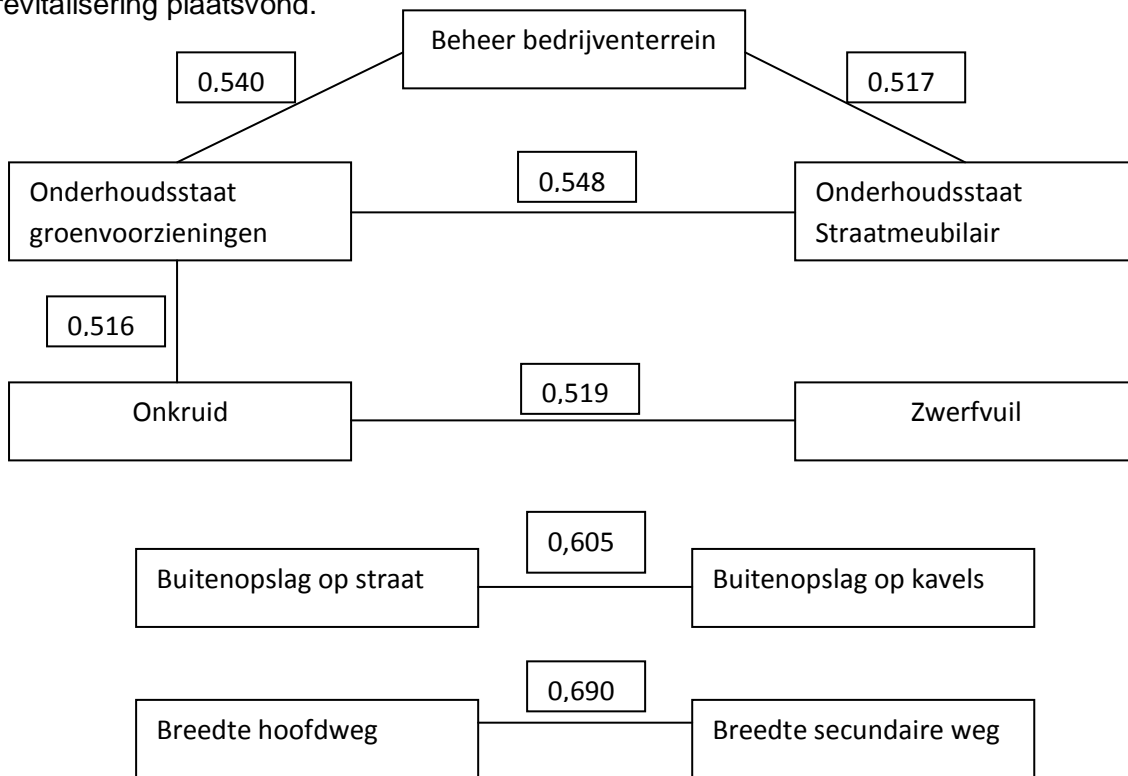 revitalisering plaatsvond.
Beheer bedrijventerrein
0,540
0,517
Onderhoudsstaat
groenvoorzieningen
0,548
Onderhoudsstaat
Straatmeubilair
0,516
Onkruid
0,519
Zwerfvuil
0,605
Buitenopslag op straat
Buitenopslag op kavels
0,690
Breedte hoofdweg
Breedte secundaire weg